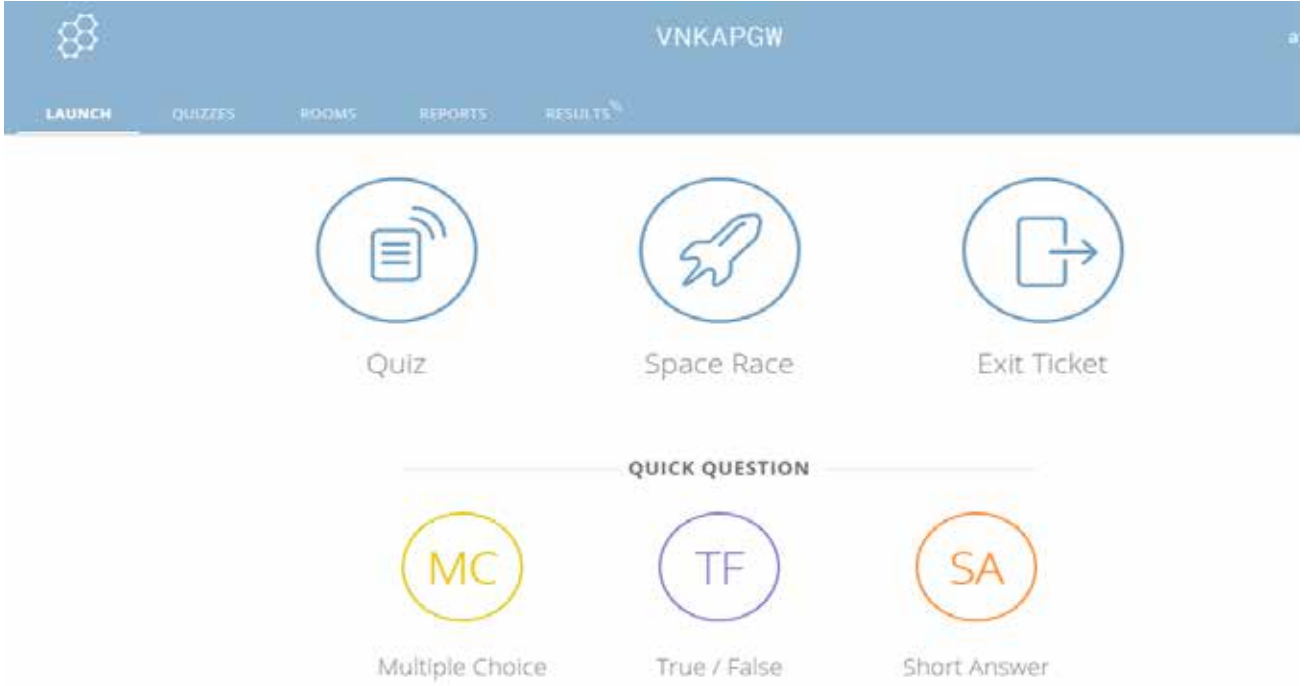 VNKAPGW
LAUNCH QUIZZES ROOMS REPORTS RESULTS
Quiz Space Race Exit Ticket
QUICK QUESTION
MC TF SA
Multiple Choice True / False Short Answer